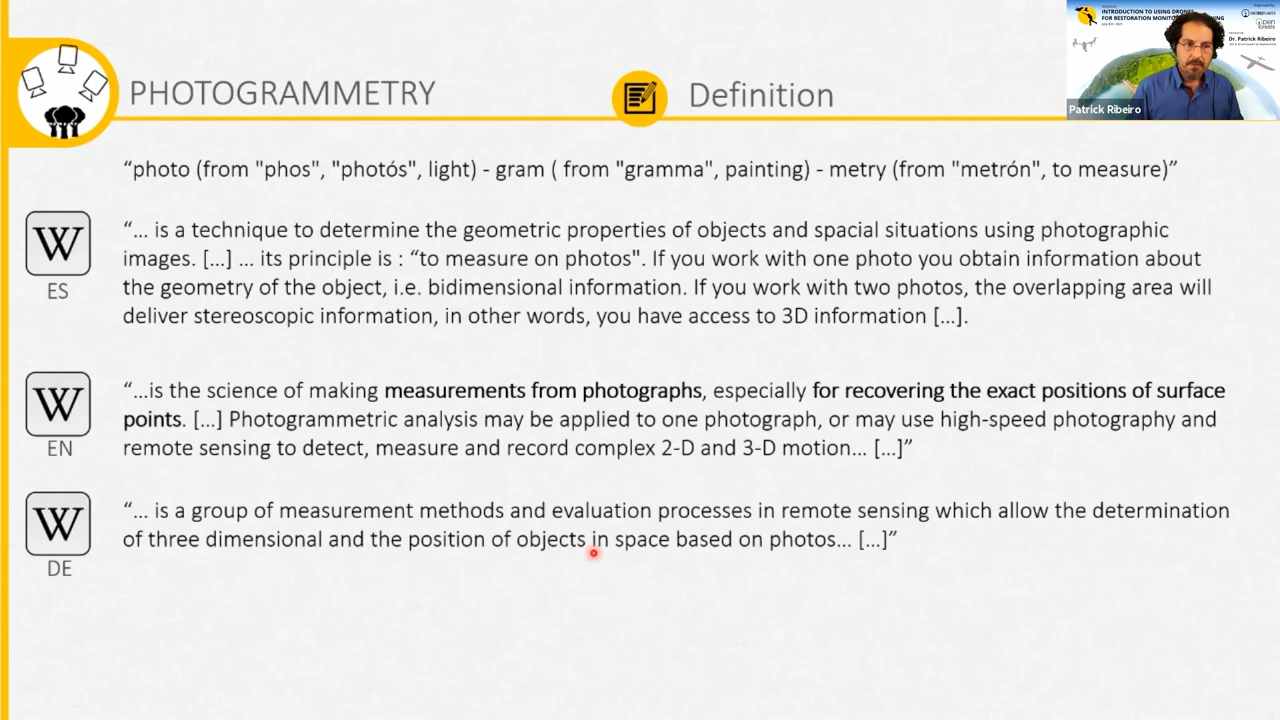 INTRODUCTION TO USING DRONES
FOR RESTORATION
Dr. Patrick Ribeiro
Patrick Ribeiro
PHOTOGRAMMETRY
Definition
“photo (from "phos", "photós", light) - gram ( from "gramma", painting) - metry (from "metrón", to measure)”
“... is a technique to determine the geometric properties of objects and spacial situations using photographic
images. [...] ... its principle is : “to measure on photos". If you work with one photo you obtain information about
the geometry of the object, i.e. bidimensional information. If you work with two photos, the overlapping area will
deliver stereoscopic information, in other words, you have access to 3D information [...].
W
ES
“...is the science of making measurements from photographs, especially for recovering the exact positions of surface
points. [...] Photogrammetric analysis may be applied to one photograph, or may use high-speed photography and
remote sensing to detect, measure and record complex 2-D and 3-D motion... [...]”
W
EN
“... is a group of measurement methods and evaluation processes in remote sensing which allow the determination
of three dimensional and the position of objects in space based on photos... [...]”
W
DE